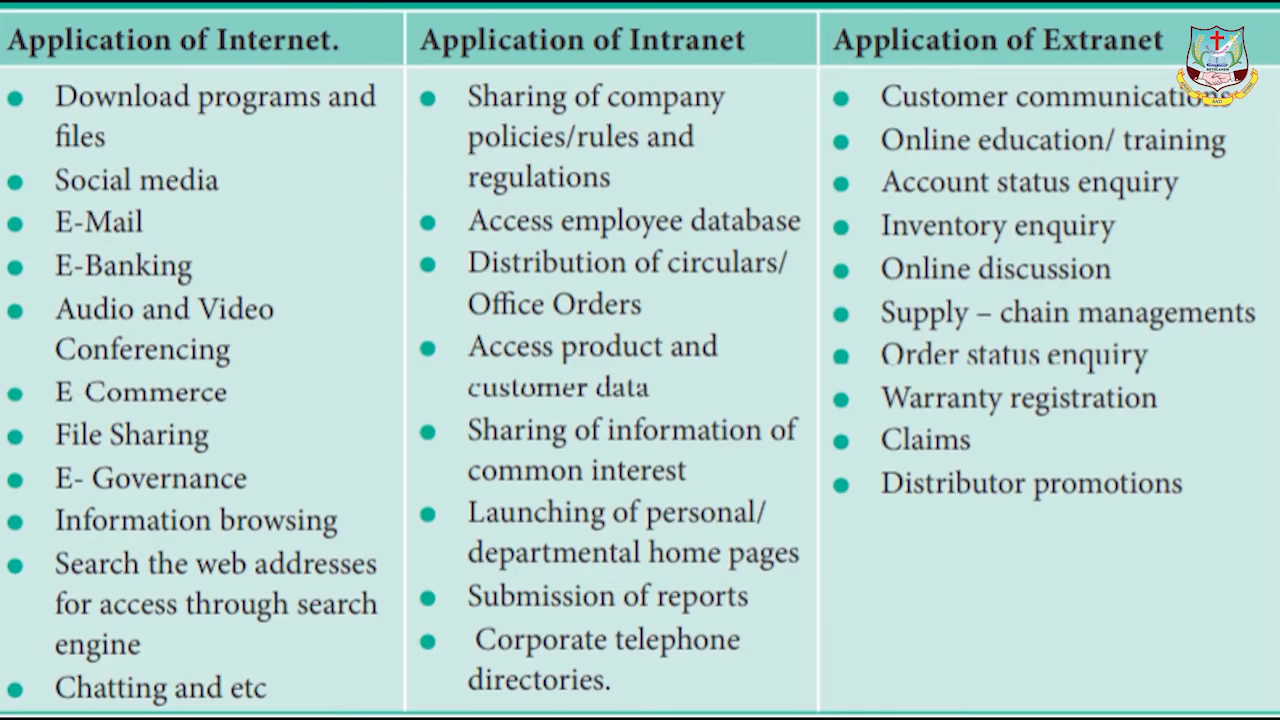 Application of Internet.
Download programs and
files
Social media
E-Mail
E-Banking
Audio and Video
Conferencing
E Commerce
File Sharing
E- Governance
Information browsing
Search the web addresses
for access through search
engine
Chatting and etc
Application of Intranet
Sharing of company
policies/rules and
regulations
Access employee database
Distribution of circulars/
Office Orders
Access product and
customer data
Sharing of information of
common interest
Launching of personal/
departmental home pages
Submission of reports
Corporate telephone
directories.
Application of Extranet
Customer communications
Online education/ training
Account status enquiry
Inventory enquiry
Online discussion
Supply – chain managements
Order status enquiry
Warranty registration
Claims
Distributor promotions
AND